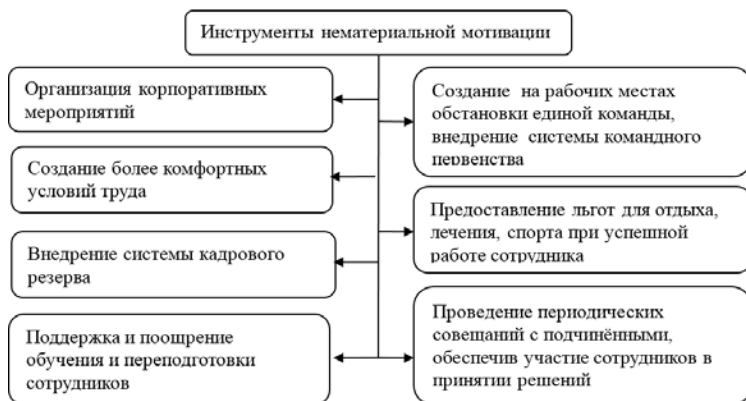 Инструменты нематериальной мотивации
Организация корпоративных
мероприятий
Создание более комфортных
условий труда
Внедрение системы кадрового
резерва
Поддержка и поощрение
обучения и переподготовки
сотрудников
Создание на рабочих местах
обстановки единой команды,
внедрение системы командного
первенства
Предоставление льгот для отдыха,
лечения, спорта при успешной
работе сотрудника
Проведение периодических
совещаний с подчинёнными,
обеспечив участие сотрудников в
принятии решений